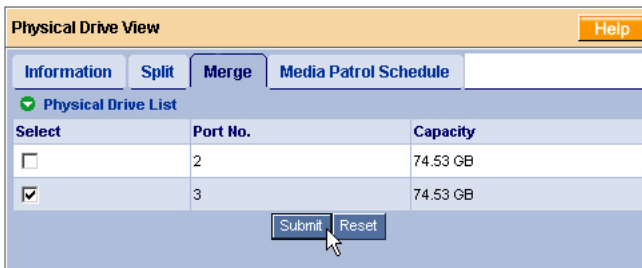 Physical Drive View Help
Information Split Merge Media Patrol Schedule
Physical Drive List
Select Port No. Capacity
2 74.53 GB
3 74.53 GB
Submit Reset